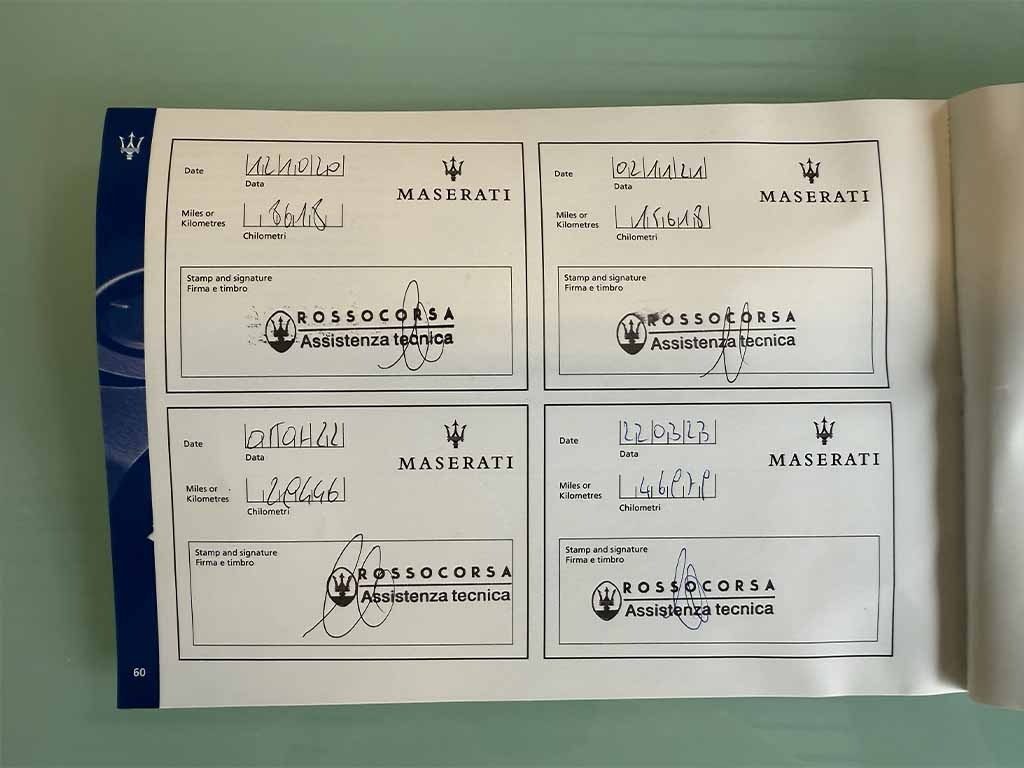 Date 12|10|20
Data
MASERATI
Miles or
Kilometres 8618
Chilometri
Stamp and signature
Firma e timbro
ROSSOCORSA
Assistenza tecnica
Date 02|11|21
Data
MASERATI
Miles or
Kilometres 15618
Chilometri
Stamp and signature
Firma e timbro
ROSSOCORSA
Assistenza tecnica
Date
Data
MASERATI
Miles or
Kilometres
Chilometri
Stamp and signature
Firma e timbro
ROSSOCORSA
Assistenza tecnica
Date 22|03|23
Data
MASERATI
Miles or
Kilometres
Chilometri
Stamp and signature
Firma e timbro
ROSSOCORSA
Assistenza tecnica
60